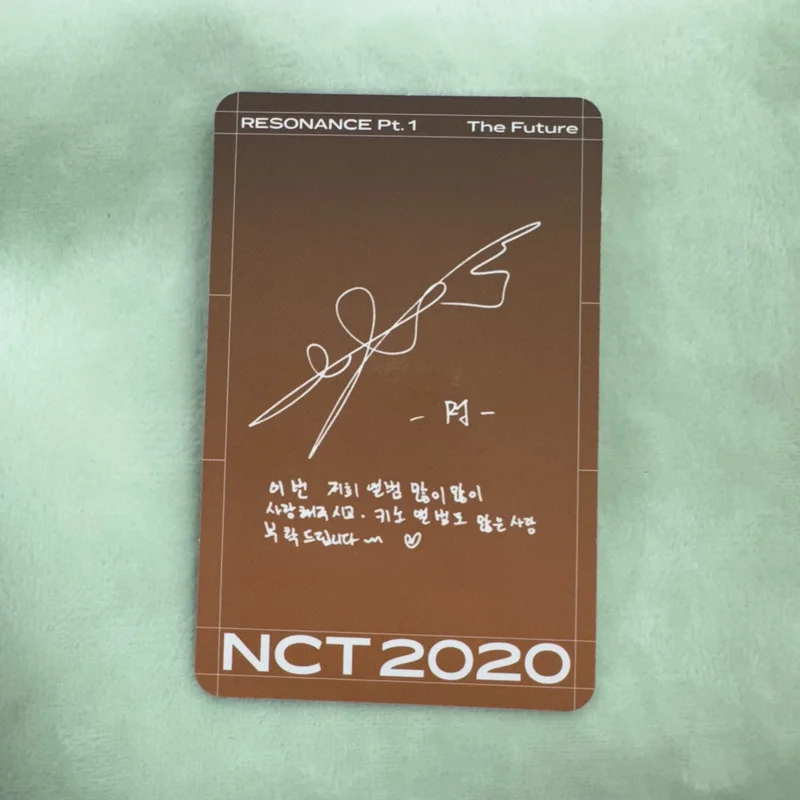 RESONANCE Pt. 1 The Future
이번 저희 앨범 많이많이
사랑해주시고. 키노 앨범도 많은 사랑
부탁드립니다~
NCT 2020